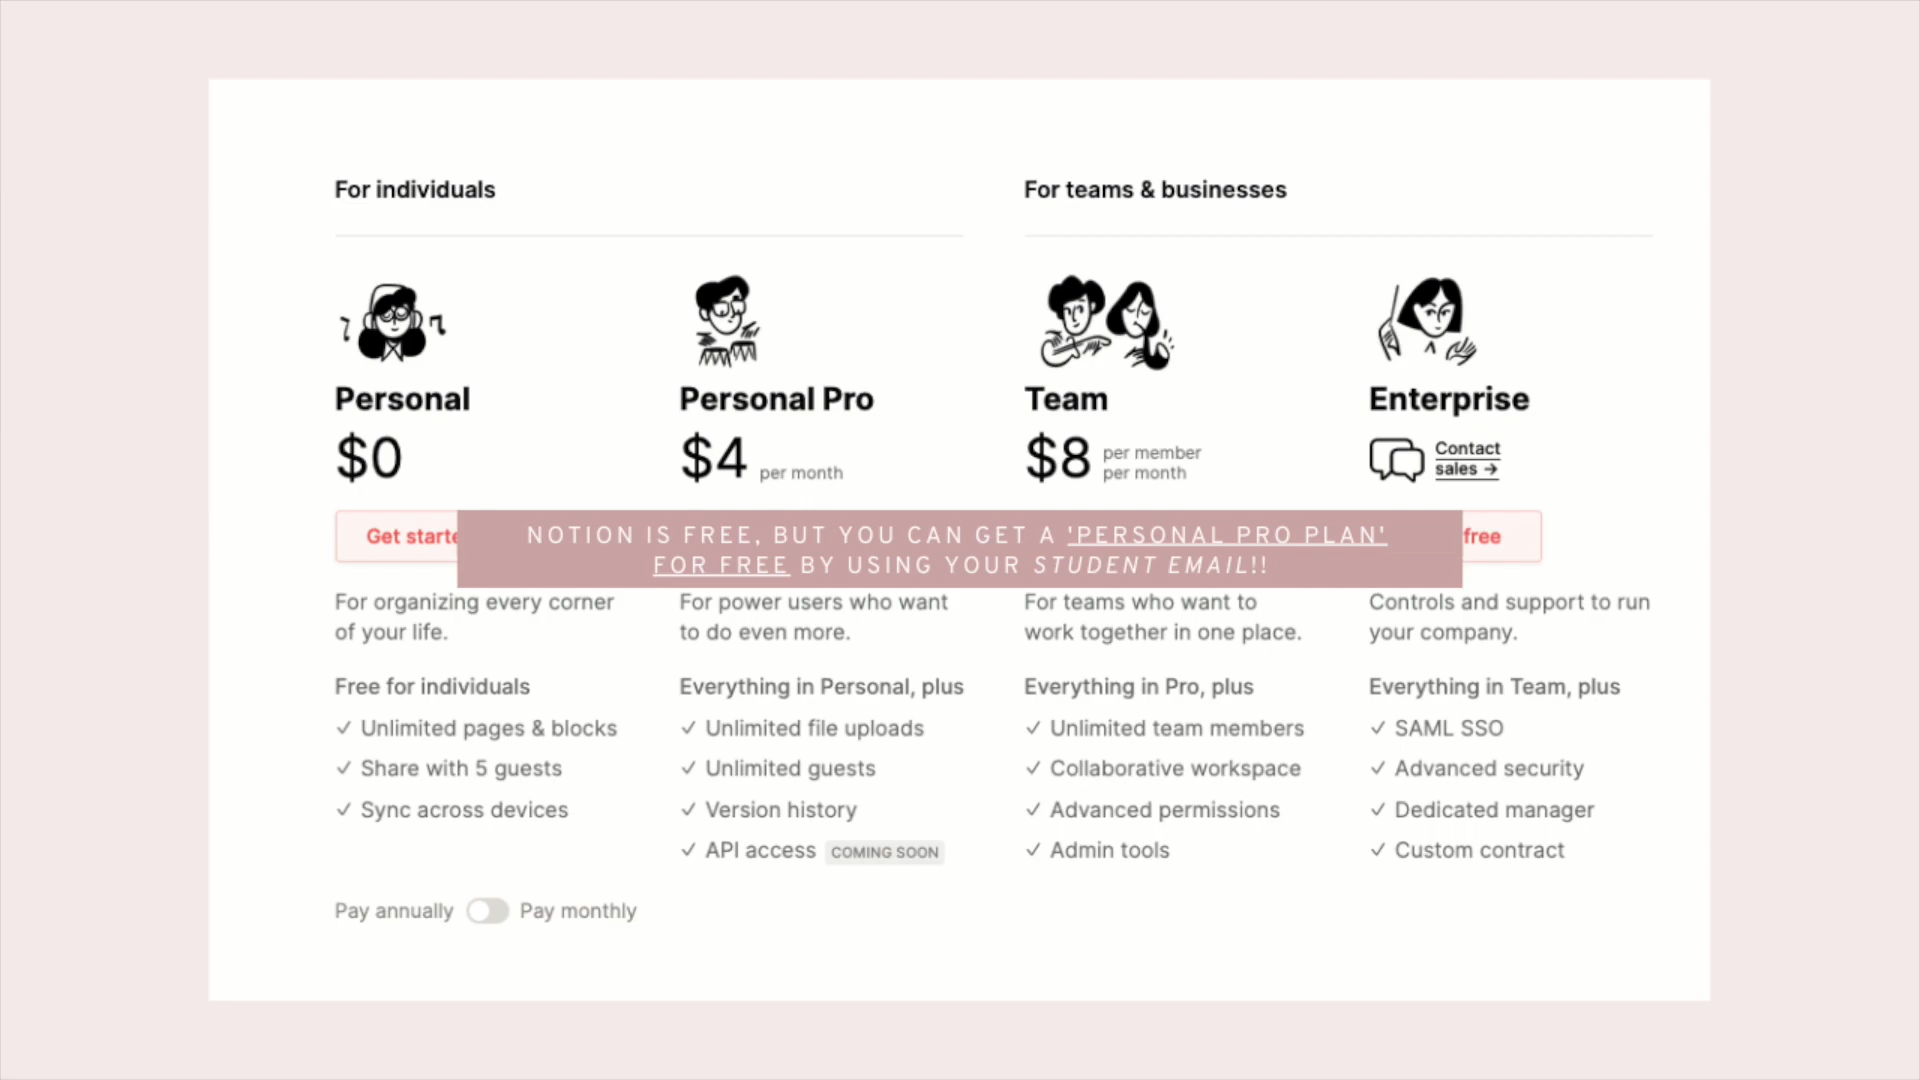 For individuals
For teams & businesses
Personal
$0
Personal Pro
$4 per month
Team
$8 per member
per month
Enterprise
Contact
sales →
Get
free
NOTION IS FREE, BUT YOU CAN GET A 'PERSONAL PRO PLAN'
FOR FREE BY USING YOUR STUDENT EMAIL!!
For organizing every corner
of your life.
Free for individuals
✓ Unlimited pages & blocks
✓ Share with 5 guests
✓ Sync across devices
For power users who want
to do even more.
Everything in Personal, plus
✓ Unlimited file uploads
✓ Unlimited guests
✓ Version history
✓ API access COMING SOON
For teams who want to
work together in one place.
Everything in Pro, plus
✓ Unlimited team members
✓ Collaborative workspace
✓ Advanced permissions
✓ Admin tools
Controls and support to run
your company.
Everything in Team, plus
✓ SAML SSO
✓ Advanced security
✓ Dedicated manager
✓ Custom contract
Pay annually Pay monthly